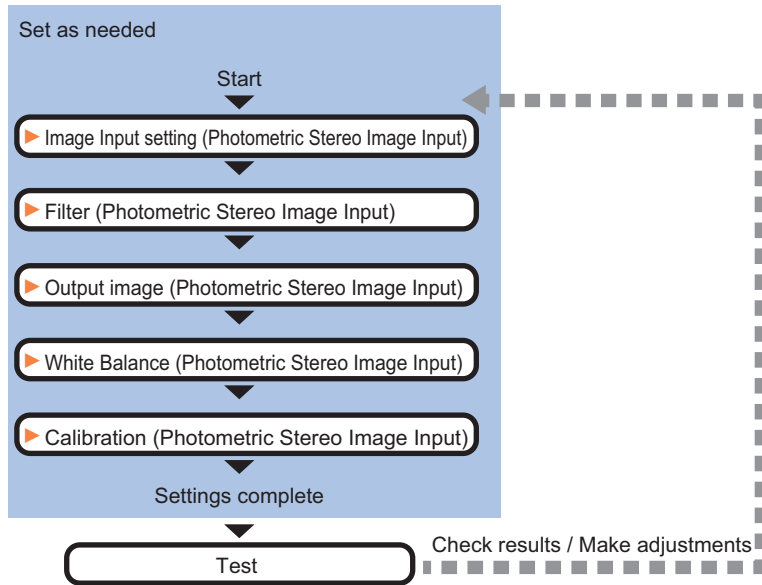 Set as needed
Start
Image Input setting (Photometric Stereo Image Input)
Filter (Photometric Stereo Image Input)
Output image (Photometric Stereo Image Input)
White Balance (Photometric Stereo Image Input)
Calibration (Photometric Stereo Image Input)
Settings complete
Test
Check results / Make adjustments